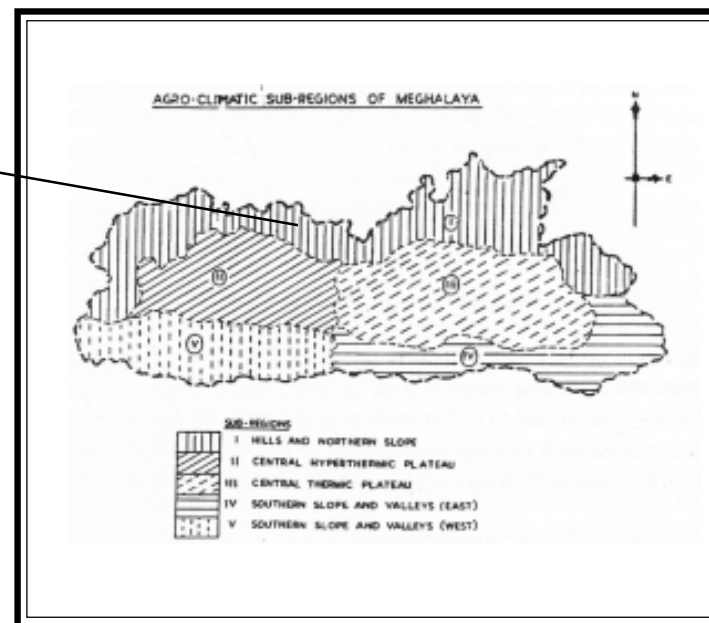 AGRO-CLIMATIC SUB-REGIONS OF MEGHALAYA
N
E
I
II
III
IV
V
SUB-REGIONS
I HILLS AND NORTHERN SLOPE
II CENTRAL HYPERTHERMIC PLATEAU
III CENTRAL THERMIC PLATEAU
IV SOUTHERN SLOPE AND VALLEYS (EAST)
V SOUTHERN SLOPE AND VALLEYS (WEST)